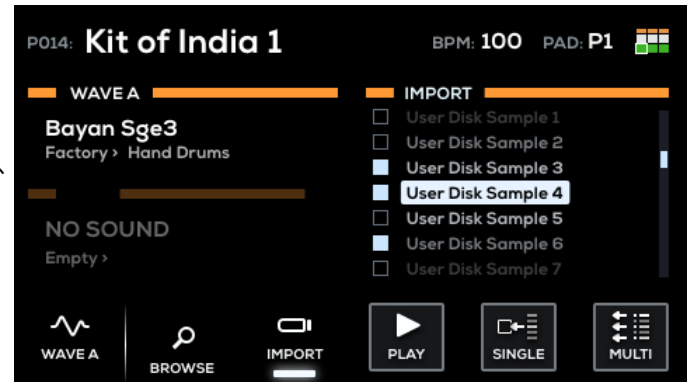 P014: Kit of India 1 BPM: 100 PAD: P1
WAVE A
Bayan Sge3
Factory › Hand Drums
NO SOUND
Empty ›
IMPORT
User Disk Sample 1
User Disk Sample 2
User Disk Sample 3
User Disk Sample 4
User Disk Sample 5
User Disk Sample 6
User Disk Sample 7
WAVE A
BROWSE
IMPORT
PLAY
SINGLE
MULTI